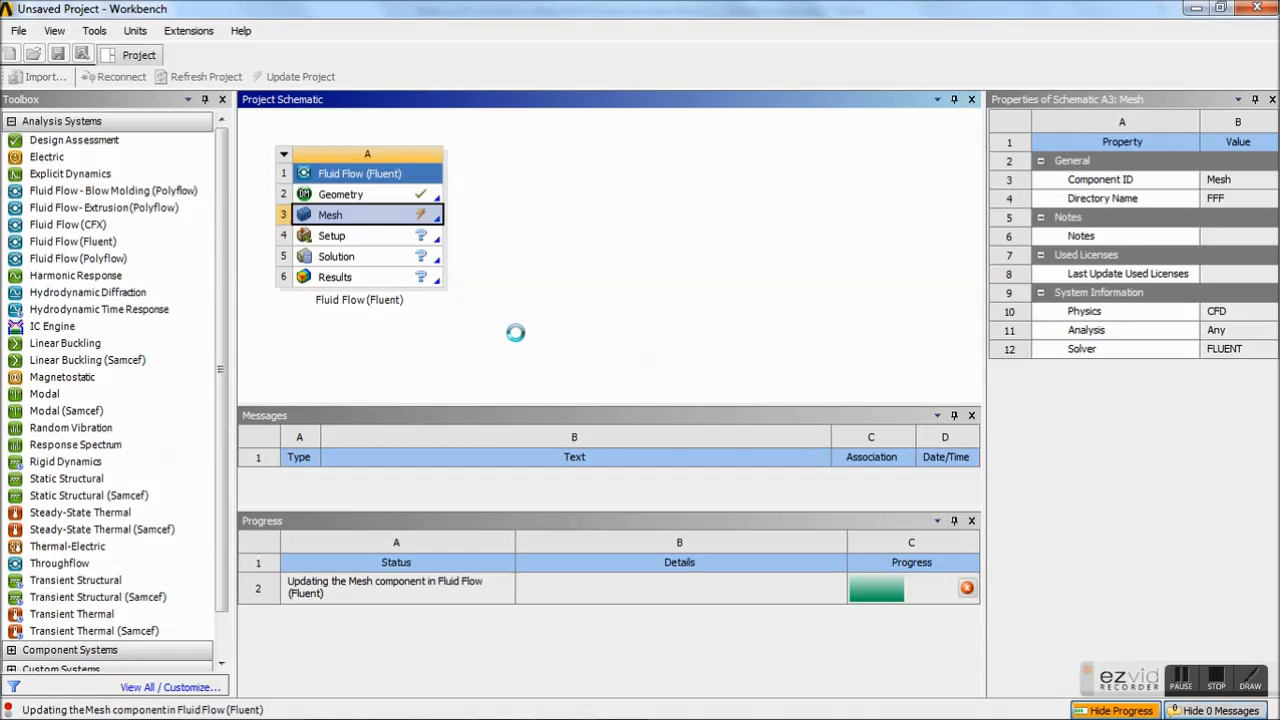 Unsaved Project - Workbench
File View Tools Units Extensions Help
Project
Import... Reconnect Refresh Project Update Project
Toolbox
Analysis Systems
Design Assessment
Electric
Explicit Dynamics
Fluid Flow - Blow Molding (Polyflow)
Fluid Flow - Extrusion (Polyflow)
Fluid Flow (CFX)
Fluid Flow (Fluent)
Fluid Flow (Polyflow)
Harmonic Response
Hydrodynamic Diffraction
Hydrodynamic Time Response
IC Engine
Linear Buckling
Linear Buckling (Samcef)
Magnetostatic
Modal
Modal (Samcef)
Random Vibration
Response Spectrum
Rigid Dynamics
Static Structural
Static Structural (Samcef)
Steady-State Thermal
Steady-State Thermal (Samcef)
Thermal-Electric
Throughflow
Transient Structural
Transient Structural (Samcef)
Transient Thermal
Transient Thermal (Samcef)
Component Systems
Custom Systems
View All / Customize...
Project Schematic
A
1 Fluid Flow (Fluent)
2 Geometry
3 Mesh
4 Setup
5 Solution
6 Results
Fluid Flow (Fluent)
Messages
A B C D
1 Type Text Association Date/Time
Progress
A B C
1 Status Details Progress
2 Updating the Mesh component in Fluid Flow
(Fluent)
Properties of Schematic A3: Mesh
A B
1 Property Value
2 General
3 Component ID Mesh
4 Directory Name FFF
5 Notes
6 Notes
7 Used Licenses
8 Last Update Used Licenses
9 System Information
10 Physics CFD
11 Analysis Any
12 Solver FLUENT
ezvid
RECORDER
PAUSE STOP DRAW
Updating the Mesh component in Fluid Flow (Fluent)
Hide Progress Hide 0 Messages